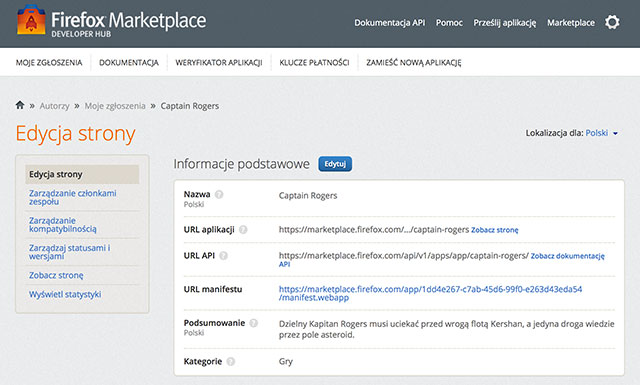 Firefox Marketplace
DEVELOPER HUB
Dokumentacja API Pomoc Prześlij aplikację Marketplace
MOJE ZGŁOSZENIA DOKUMENTACJA WERYFIKATOR APLIKACJI KLUCZE PŁATNOŚCI ZAMIEŚĆ NOWĄ APLIKACJĘ
» Autorzy » Moje zgłoszenia » Captain Rogers
Edycja strony
Lokalizacja dla: Polski
Edycja strony
Zarządzanie członkami
zespołu
Zarządzanie
kompatybilnością
Zarządzaj statusami i
wersjami
Zobacz stronę
Wyświetl statystyki
Informacje podstawowe Edytuj
Nazwa ? Captain Rogers
Polski
URL aplikacji ? https://marketplace.firefox.com/.../captain-rogers Zobacz stronę
URL API ? https://marketplace.firefox.com/api/v1/apps/app/captain-rogers/ Zobacz dokumentację
API
URL manifestu https://marketplace.firefox.com/app/1dd4e267-c7ab-45d6-99f0-e263d43eda54
/manifest.webapp
Podsumowanie ? Dzielny Kapitan Rogers musi uciekać przed wrogą flotą Kershan, a jedyna droga wiedzie
Polski przez pole asteroid.
Kategorie ? Gry